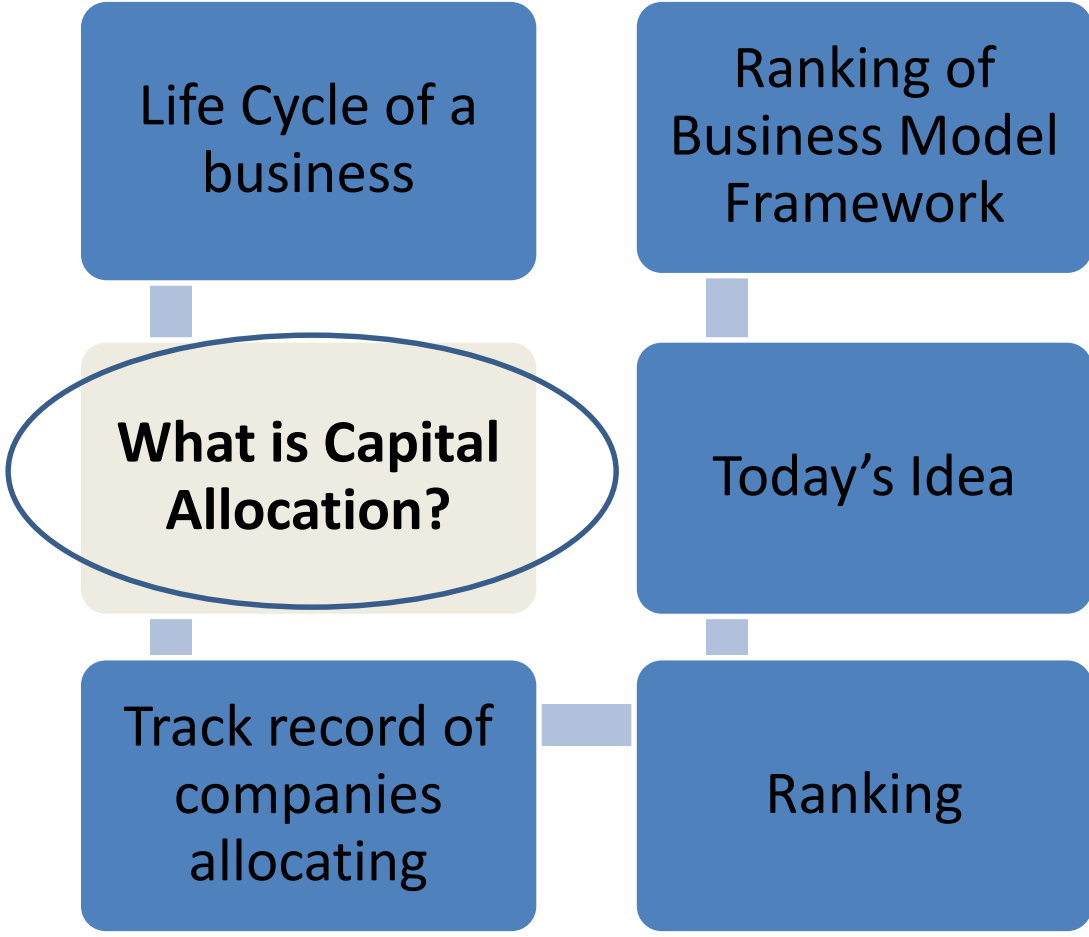 Life Cycle of a
business
What is Capital
Allocation?
Track record of
companies
allocating
Ranking
Today’s Idea
Ranking of
Business Model
Framework